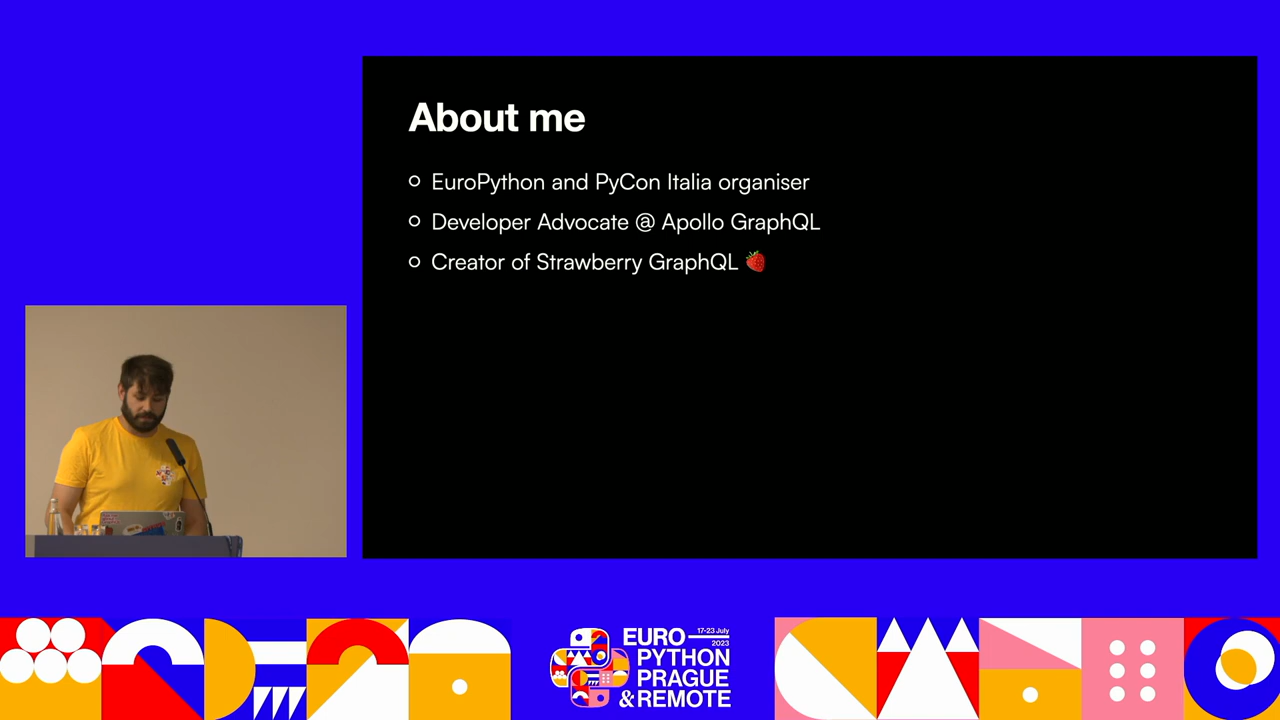 About me
EuroPython and PyCon Italia organiser
Developer Advocate @ Apollo GraphQL
Creator of Strawberry GraphQL 🍓
EURO 17-23 July
2023
PYTHON
PRAGUE
& REMOTE